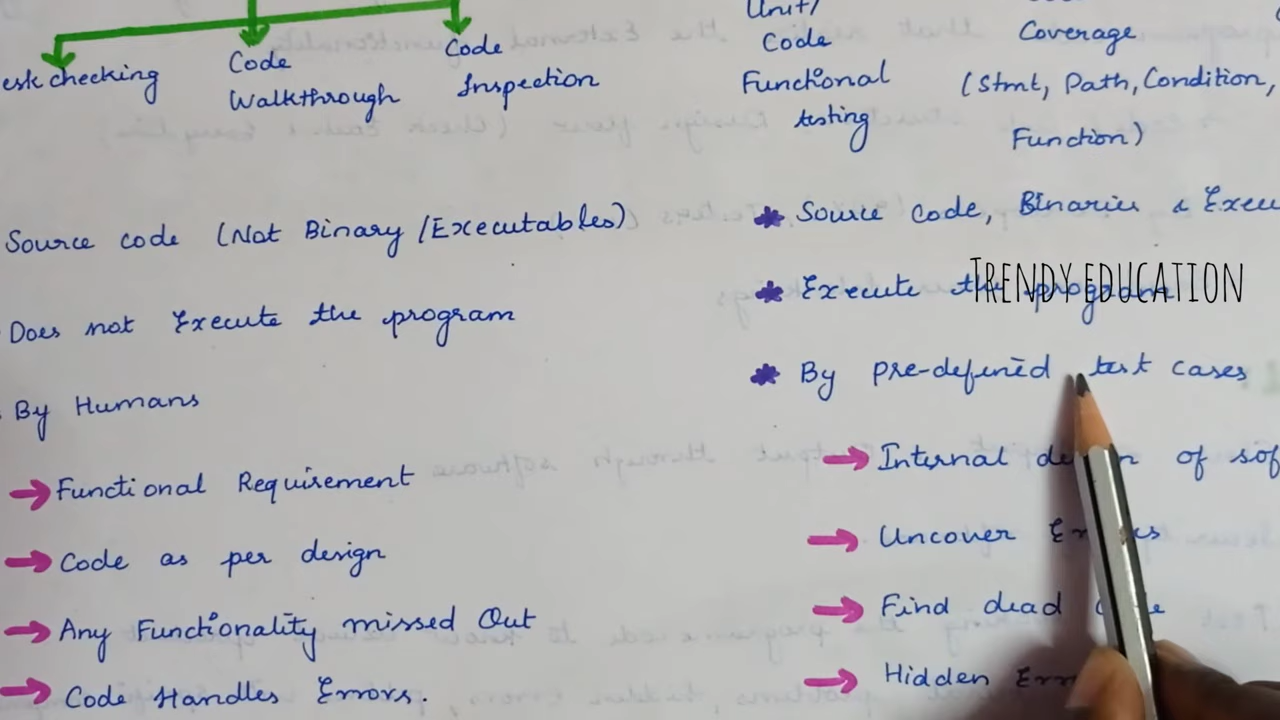 esk checking
Code
Walkthrough
Code
Inspection
Unit/
Code
Functional
testing
Coverage
(Stmt, Path, Condition,
Function)
Source code (Not Binary/Executables)
Does not Execute the program
By Humans
→ Functional Requirement
→ Code as per design
→ Any Functionality missed Out
→ Code Handles Errors.
* Source code, Binaries & Execu
* Execute the program
TRENDY EDUCATION
* By pre-defined test cases
→ Internal of sof
→ Uncover
→ Find dead
→ Hidden